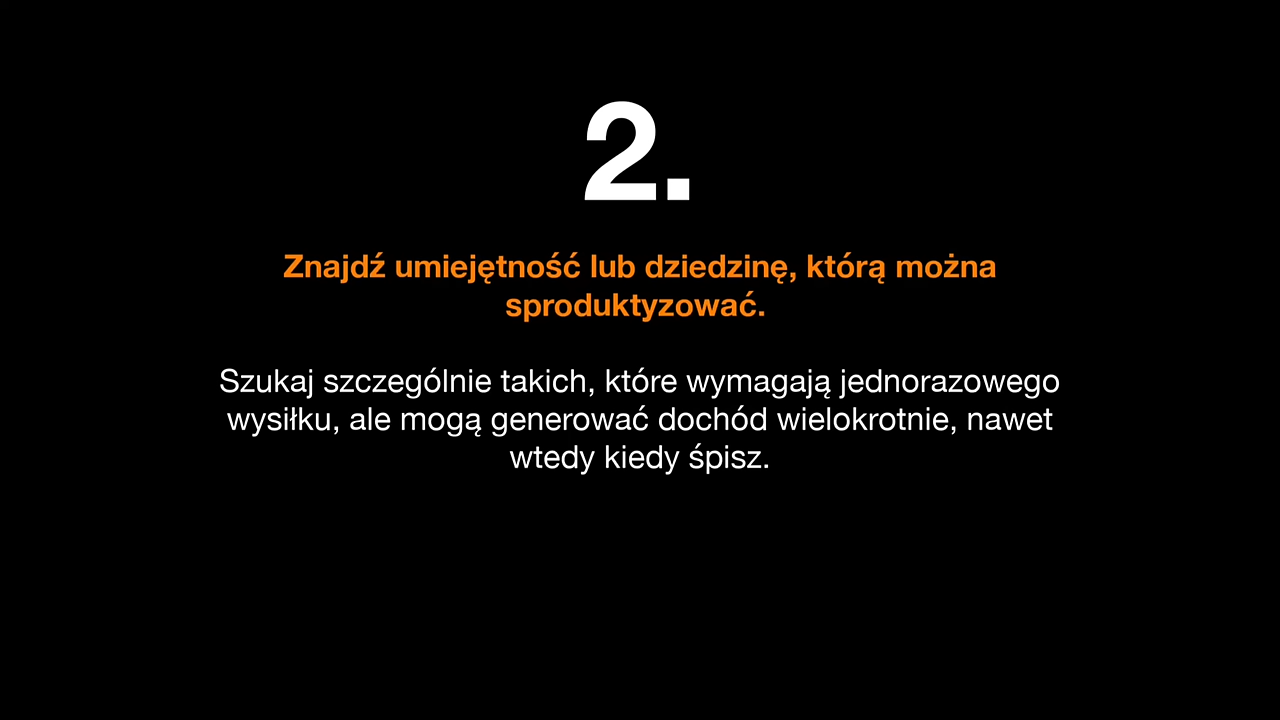 2.
Znajdź umiejętność lub dziedzinę, którą można
sproduktyzować.
Szukaj szczególnie takich, które wymagają jednorazowego
wysiłku, ale mogą generować dochód wielokrotnie, nawet
wtedy kiedy śpisz.